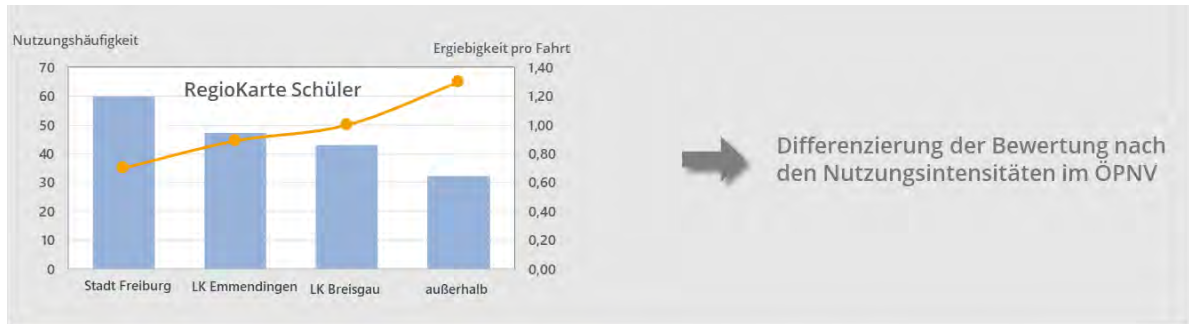 Nutzungshäufigkeit
Ergiebigkeit pro Fahrt
RegioKarte Schüler
70
60
50
40
30
20
10
0
1,40
1,20
1,00
0,80
0,60
0,40
0,20
0,00
Stadt Freiburg LK Emmendingen LK Breisgau außerhalb
Differenzierung der Bewertung nach
den Nutzungsintensitäten im ÖPNV